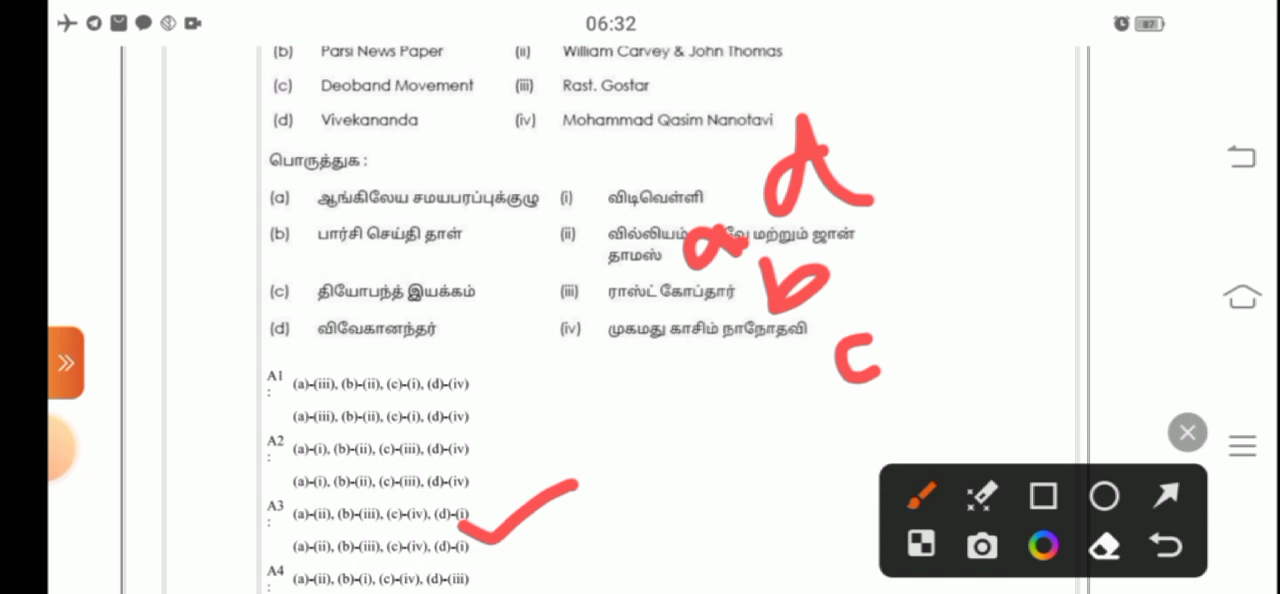 06:32
87
(b) Parsi News Paper (ii) William Carvey & John Thomas
(c) Deoband Movement (iii) Rast. Gostar
(d) Vivekananda (iv) Mohammad Qasim Nanotavi
பொருத்துக :
(a) ஆங்கிலேய சமயபரப்புக்குழு (i) விடிவெள்ளி
d
(b) பார்சி செய்தி தாள் (ii) வில்லியம் மற்றும் ஜான்
தாமஸ்
a
(c) தியோபந்த் இயக்கம் (iii) ராஸ்ட் கோப்தார்
b
(d) விவேகானந்தர் (iv) முகமது காசிம் நாநோதவி
c
A1 : (a)-(iii), (b)-(ii), (c)-(i), (d)-(iv)
(a)-(iii), (b)-(ii), (c)-(i), (d)-(iv)
A2 : (a)-(i), (b)-(ii), (c)-(iii), (d)-(iv)
(a)-(i), (b)-(ii), (c)-(iii), (d)-(iv)
A3 : (a)-(ii), (b)-(iii), (c)-(iv), (d)-(i)
(a)-(ii), (b)-(iii), (c)-(iv), (d)-(i)
A4 : (a)-(ii), (b)-(i), (c)-(iv), (d)-(iii)